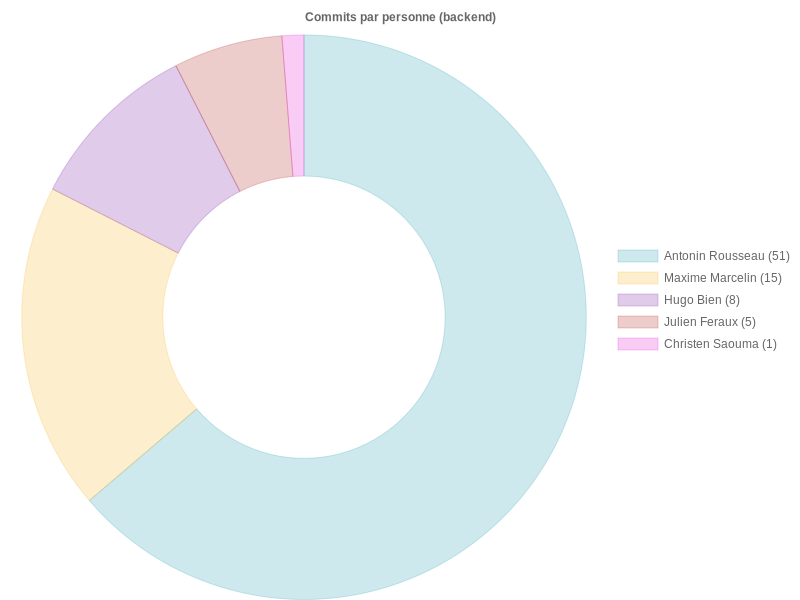 Commits par personne (backend)
Antonin Rousseau (51)
Maxime Marcelin (15)
Hugo Bien (8)
Julien Feraux (5)
Christen Saouma (1)